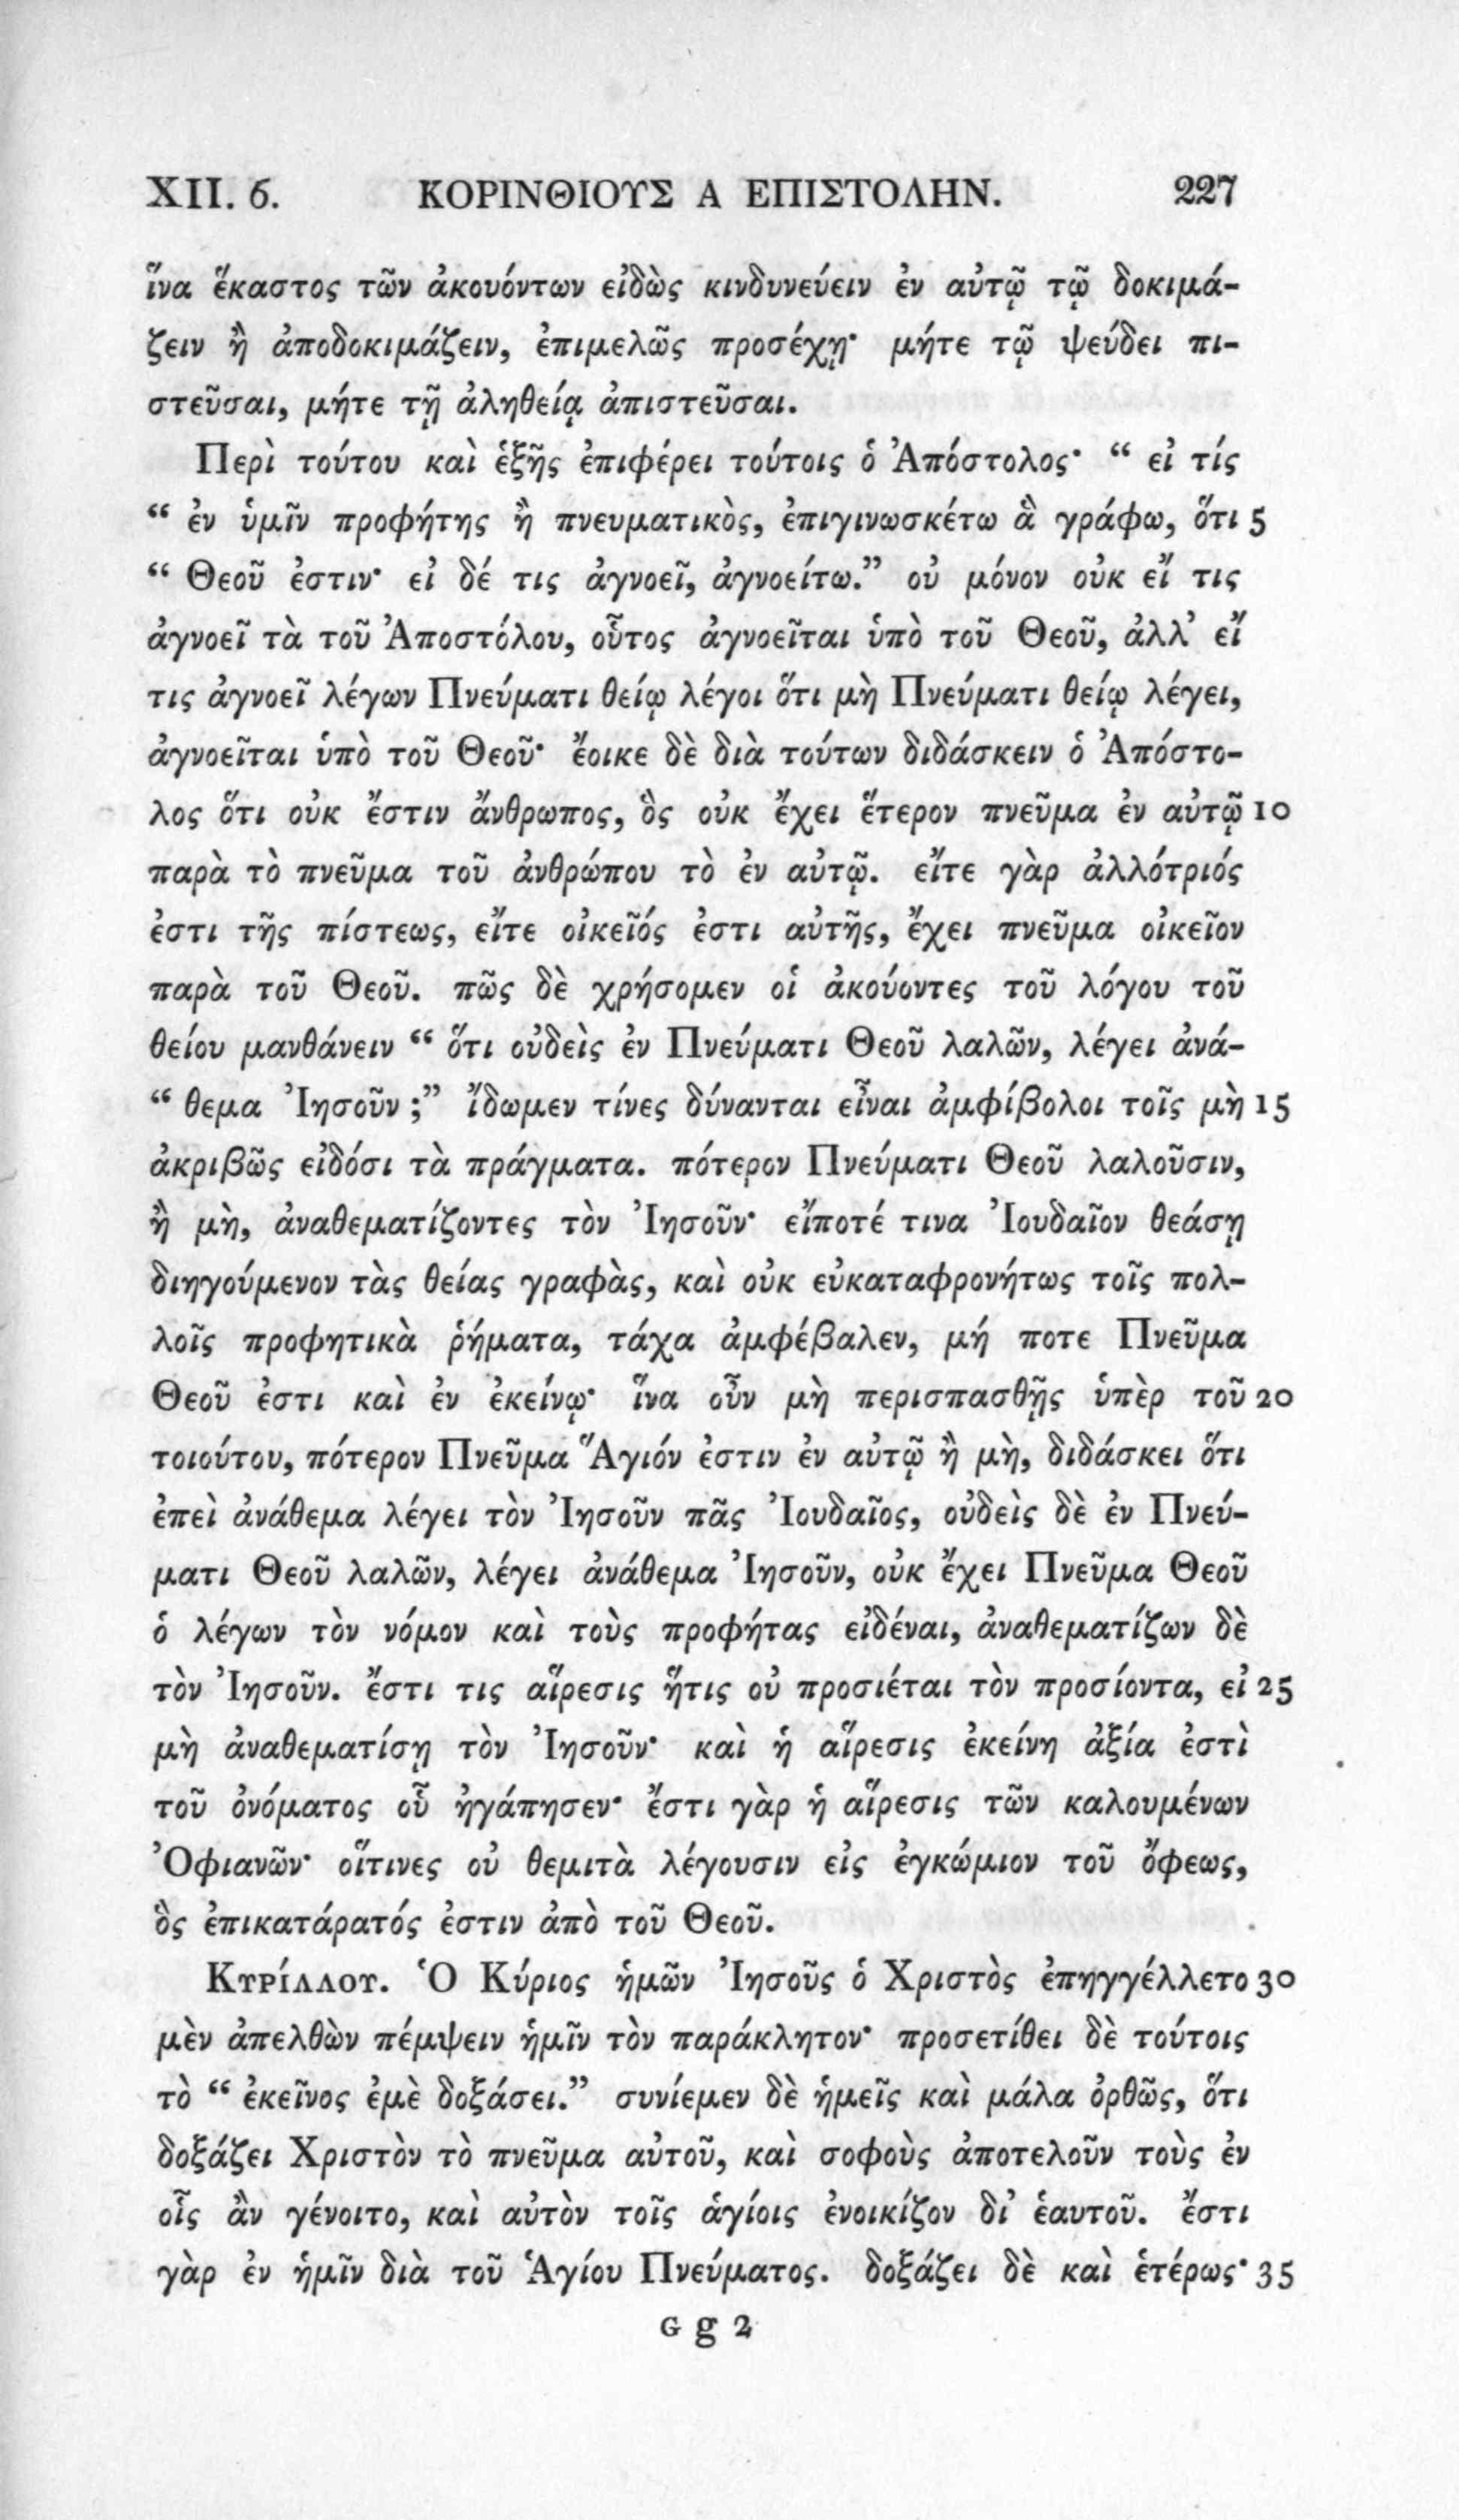 XII. 6. ΚΟΡΙΝΘΙΟΥΣ Α ΕΠΙΣΤΟΛΗΝ. 227
ἵνα ἕκαστος τῶν ἀκουόντων εἰδὼς κινδυνεύειν ἐν αὐτῷ τῷ δοκιμά-
ζειν ἢ ἀποδοκιμάζειν, ἐπιμελῶς προσέχῃ· μήτε τῷ ψεύδει πι-
στεῦσαι, μήτε τῇ ἀληθείᾳ ἀπιστεῦσαι.
Περὶ τούτου καὶ ἑξῆς ἐπιφέρει τούτοις ὁ Ἀπόστολος· “ εἰ τίς
“ ἐν ὑμῖν προφήτης ἢ πνευματικὸς, ἐπιγινωσκέτω ἃ γράφω, ὅτι 5
“ Θεοῦ ἐστιν· εἰ δέ τις ἀγνοεῖ, ἀγνοείτω.” οὐ μόνον οὐκ εἴ τις
ἀγνοεῖ τὰ τοῦ Ἀποστόλου, οὗτος ἀγνοεῖται ὑπὸ τοῦ Θεοῦ, ἀλλ’ εἴ
τις ἀγνοεῖ λέγων Πνεύματι θείῳ λέγοι ὅτι μὴ Πνεύματι θείῳ λέγει,
ἀγνοεῖται ὑπὸ τοῦ Θεοῦ· ἔοικε δὲ διὰ τούτων διδάσκειν ὁ Ἀπόστο-
λος ὅτι οὐκ ἔστιν ἄνθρωπος, ὃς οὐκ ἔχει ἕτερον πνεῦμα ἐν αὐτῷ 10
παρὰ τὸ πνεῦμα τοῦ ἀνθρώπου τὸ ἐν αὐτῷ. εἴτε γὰρ ἀλλότριός
ἐστι τῆς πίστεως, εἴτε οἰκεῖός ἐστι αὐτῆς, ἔχει πνεῦμα οἰκεῖον
παρὰ τοῦ Θεοῦ. πῶς δὲ χρήσομεν οἱ ἀκούοντες τοῦ λόγου τοῦ
θείου μανθάνειν “ ὅτι οὐδεὶς ἐν Πνεύματι Θεοῦ λαλῶν, λέγει ἀνά-
“ θεμα Ἰησοῦν ;” ἴδωμεν τίνες δύνανται εἶναι ἀμφίβολοι τοῖς μὴ 15
ἀκριβῶς εἰδόσι τὰ πράγματα. πότερον Πνεύματι Θεοῦ λαλοῦσιν,
ἢ μὴ, ἀναθεματίζοντες τὸν Ἰησοῦν· εἴποτέ τινα Ἰουδαῖον θεάσῃ
διηγούμενον τὰς θείας γραφὰς, καὶ οὐκ εὐκαταφρονήτως τοῖς πολ-
λοῖς προφητικὰ ῥήματα, τάχα ἀμφέβαλεν, μή ποτε Πνεῦμα
Θεοῦ ἐστι καὶ ἐν ἐκείνῳ· ἵνα οὖν μὴ περισπασθῇς ὑπὲρ τοῦ 20
τοιούτου, πότερον Πνεῦμα Ἅγιόν ἐστιν ἐν αὐτῷ ἢ μὴ, διδάσκει ὅτι
ἐπεὶ ἀνάθεμα λέγει τὸν Ἰησοῦν πᾶς Ἰουδαῖος, οὐδεὶς δὲ ἐν Πνεύ-
ματι Θεοῦ λαλῶν, λέγει ἀνάθεμα Ἰησοῦν, οὐκ ἔχει Πνεῦμα Θεοῦ
ὁ λέγων τὸν νόμον καὶ τοὺς προφήτας εἰδέναι, ἀναθεματίζων δὲ
τὸν Ἰησοῦν. ἔστι τις αἵρεσις ἥτις οὐ προσιέται τὸν προσίοντα, εἰ 25
μὴ ἀναθεματίσῃ τὸν Ἰησοῦν· καὶ ἡ αἵρεσις ἐκείνη ἀξία ἐστὶ
τοῦ ὀνόματος οὗ ἠγάπησεν· ἔστι γὰρ ἡ αἵρεσις τῶν καλουμένων
Ὀφιανῶν· οἵτινες οὐ θεμιτὰ λέγουσιν εἰς ἐγκώμιον τοῦ ὄφεως,
ὃς ἐπικατάρατός ἐστιν ἀπὸ τοῦ Θεοῦ.
Κυρίλλου. Ὁ Κύριος ἡμῶν Ἰησοῦς ὁ Χριστὸς ἐπηγγέλλετο 30
μὲν ἀπελθὼν πέμψειν ἡμῖν τὸν παράκλητον· προσετίθει δὲ τούτοις
τὸ “ ἐκεῖνος ἐμὲ δοξάσει.” συνίεμεν δὲ ἡμεῖς καὶ μάλα ὀρθῶς, ὅτι
δοξάζει Χριστὸν τὸ πνεῦμα αὐτοῦ, καὶ σοφοὺς ἀποτελοῦν τοὺς ἐν
οἷς ἂν γένοιτο, καὶ αὐτὸν τοῖς ἁγίοις ἐνοικίζον δι’ ἑαυτοῦ. ἔστι
γὰρ ἐν ἡμῖν διὰ τοῦ Ἁγίου Πνεύματος. δοξάζει δὲ καὶ ἑτέρως· 35
G g 2